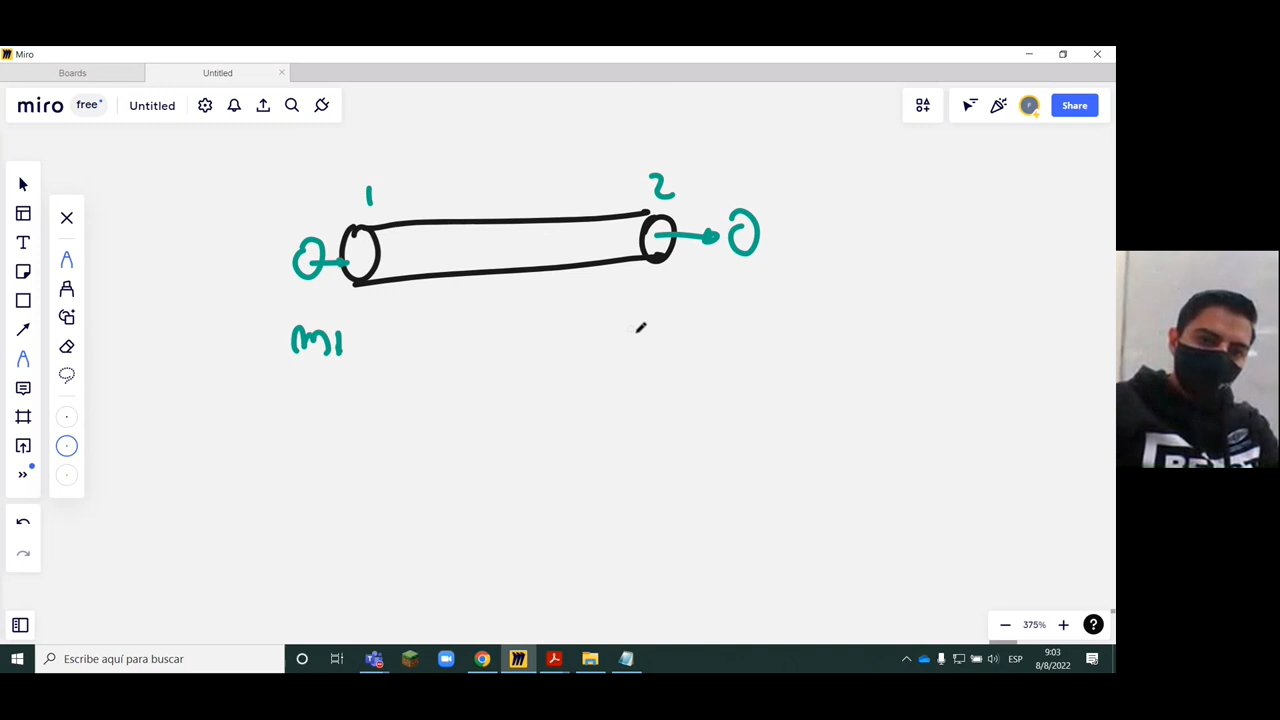 Miro
Boards
Untitled
miro free
Untitled
Share
1
2
m1
375%
Escribe aquí para buscar
ESP
9:03
8/8/2022